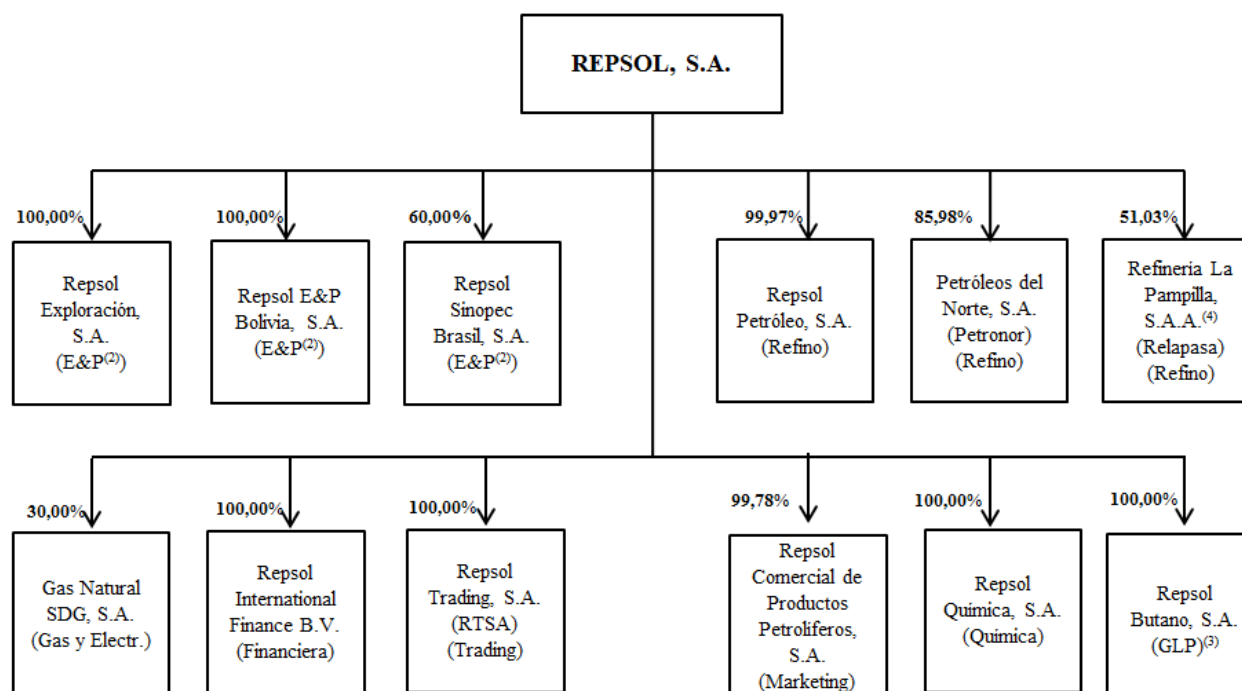 REPSOL, S.A.
100,00%
100,00%
60,00%
99,97%
85,98%
51,03%
Repsol
Exploración,
S.A.
(E&P(2))
Repsol E&P
Bolivia, S.A.
(E&P(2))
Repsol
Sinopec
Brasil, S.A.
(E&P(2))
Repsol
Petróleo, S.A.
(Refino)
Petróleos del
Norte, S.A.
(Petronor)
(Refino)
Refinería La
Pampilla,
S.A.A.(4)
(Relapasa)
(Refino)
30,00%
100,00%
100,00%
99,78%
100,00%
100,00%
Gas Natural
SDG, S.A.
(Gas y Electr.)
Repsol
International
Finance B.V.
(Financiera)
Repsol
Trading, S.A.
(RTSA)
(Trading)
Repsol
Comercial de
Productos
Petrolíferos,
S.A.
(Marketing)
Repsol
Química, S.A.
(Química)
Repsol
Butano, S.A.
(GLP)(3)